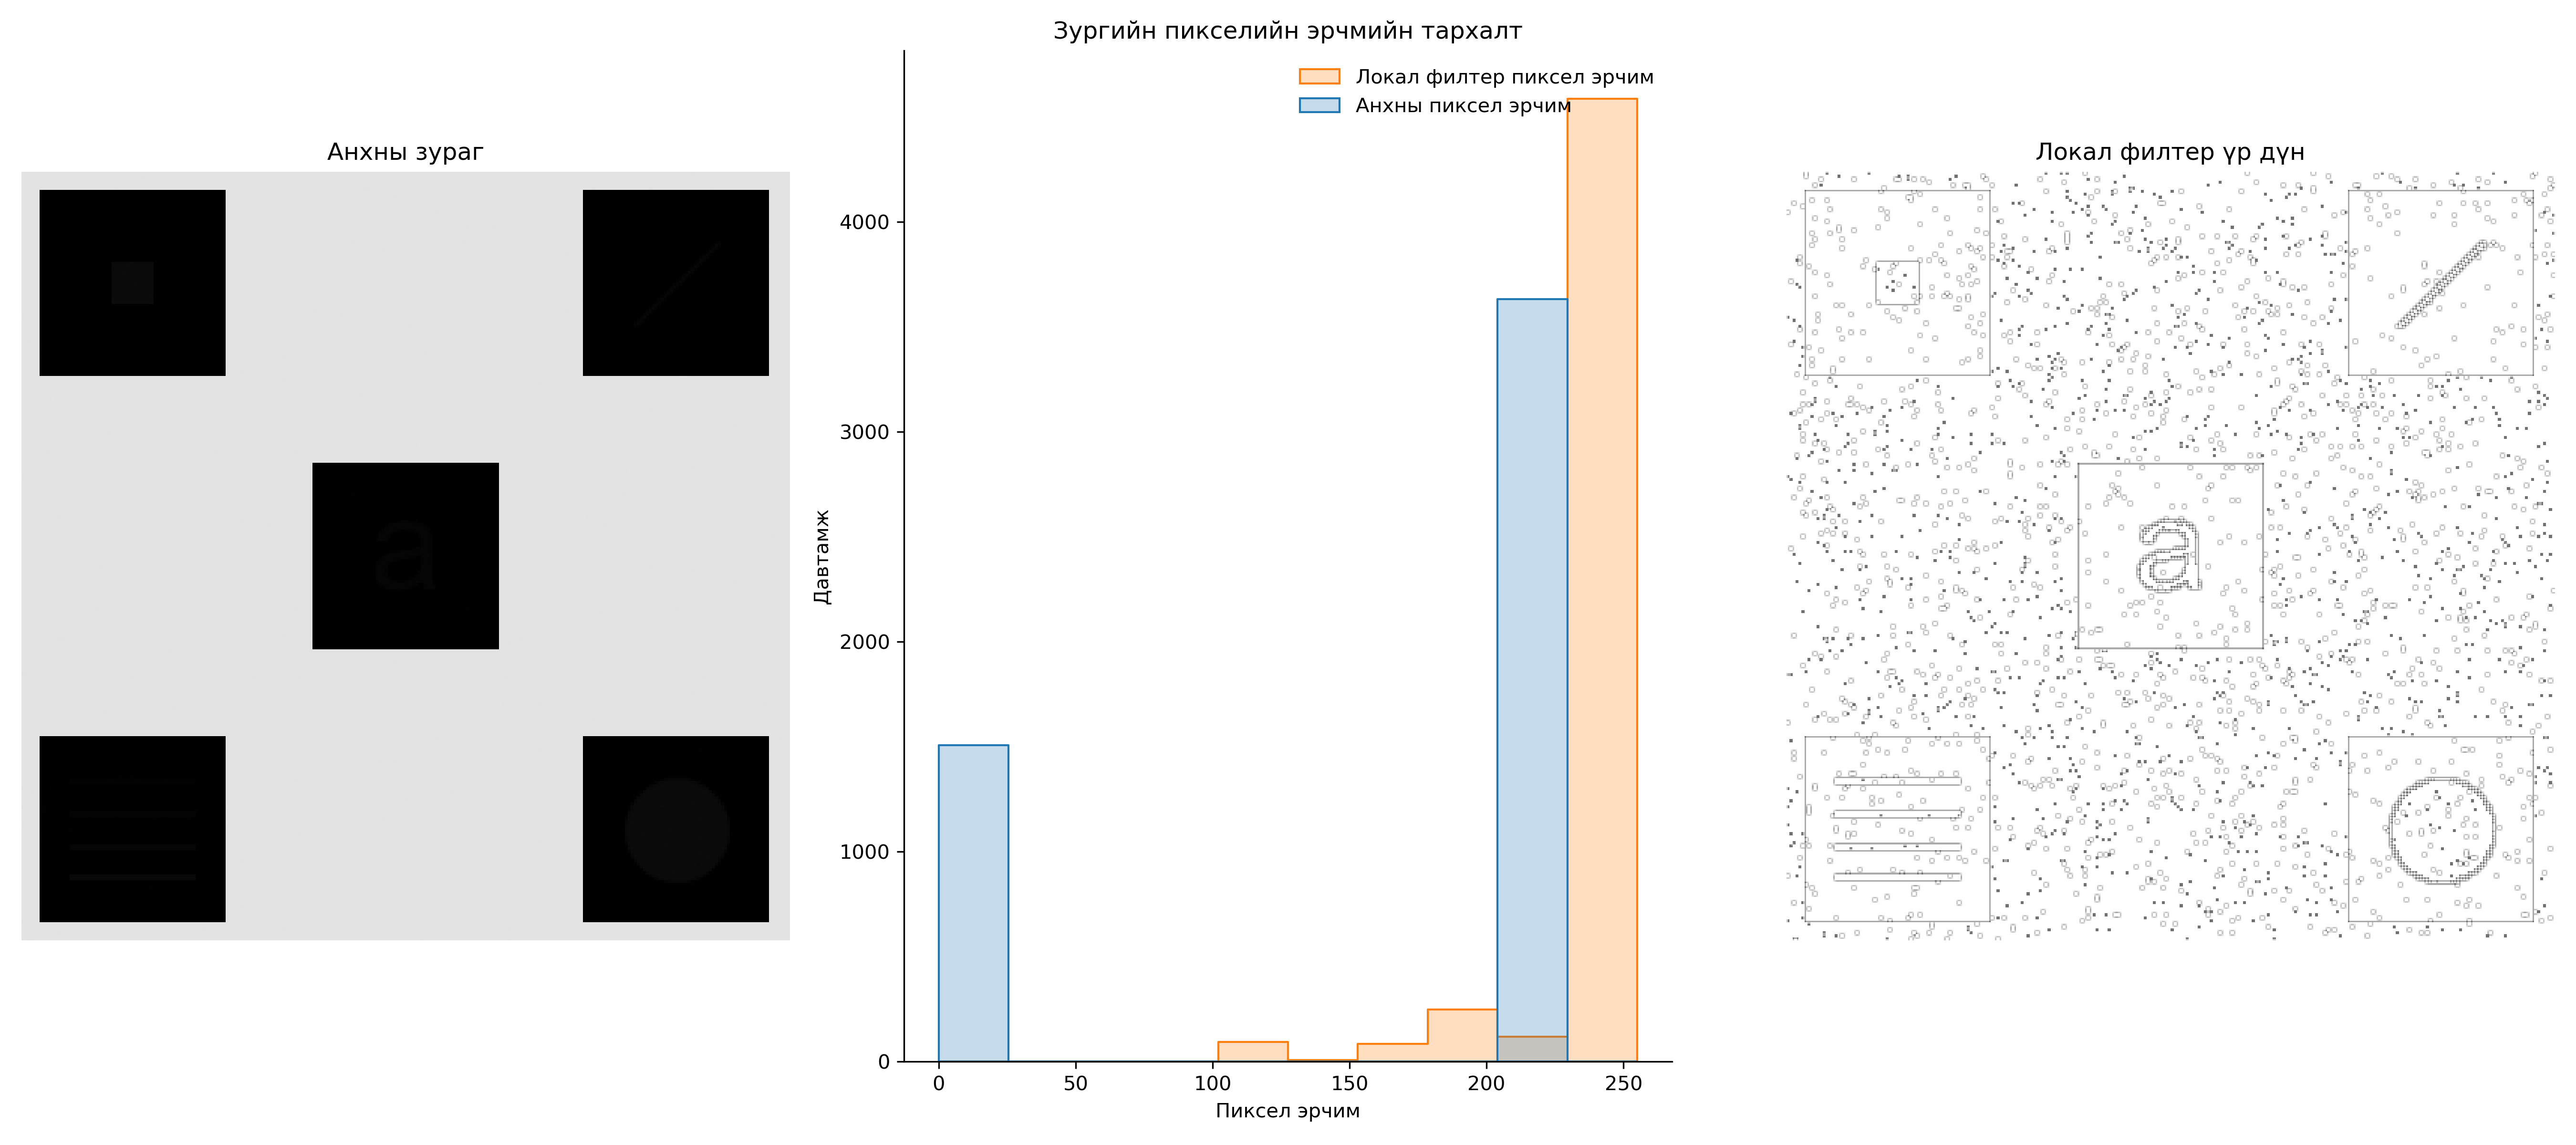 Зургийн пикселийн эрчмийн тархалт
Локал филтер пиксел эрчим
Анхны пиксел эрчим
Анхны зураг
Локал филтер үр дүн
a
a
Давтамж
4000
3000
2000
1000
0
0 50 100 150 200 250
Пиксел эрчим